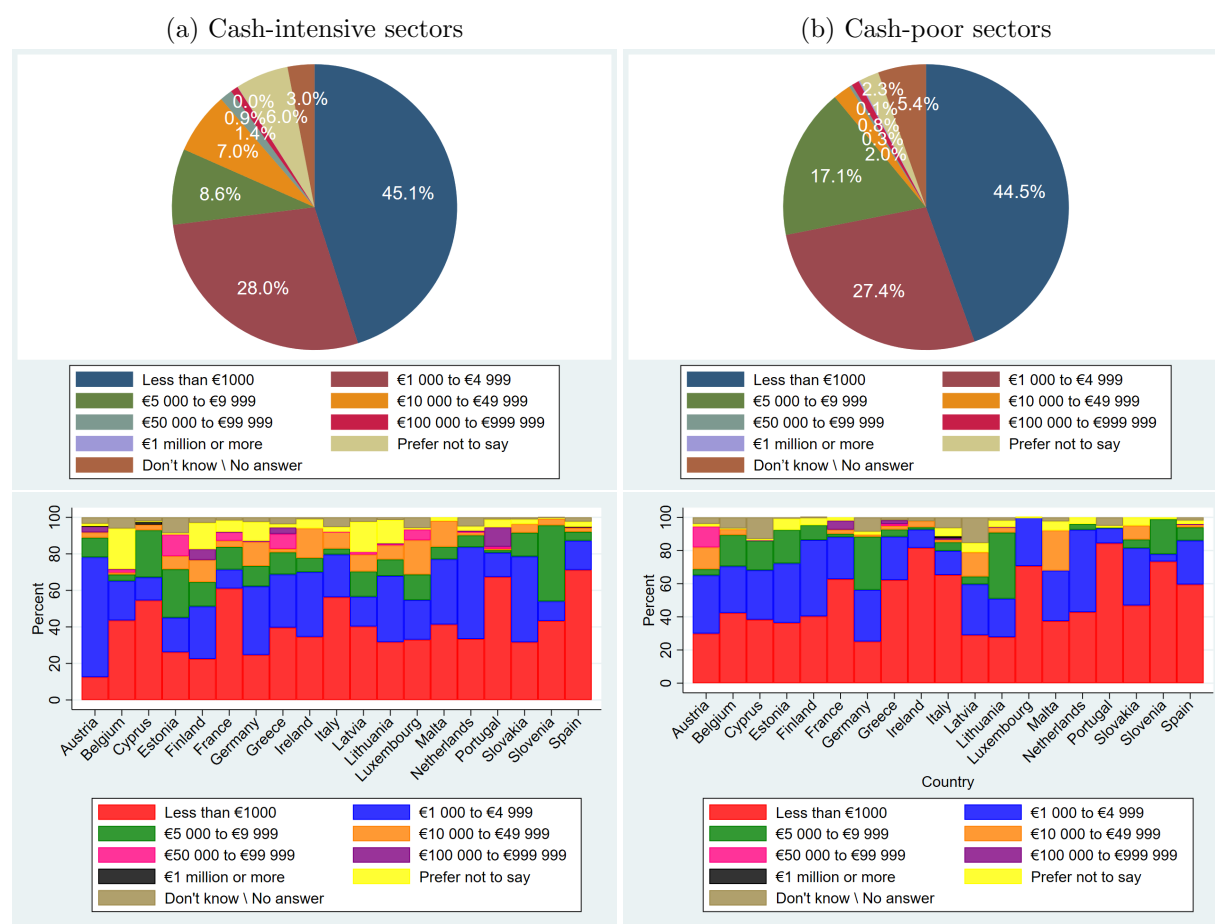 (a) Cash-intensive sectors
0.0% 3.0%
0.9% 6.0%
1.4%
7.0%
8.6%
45.1%
28.0%
Less than €1000 €1 000 to €4 999
€5 000 to €9 999 €10 000 to €49 999
€50 000 to €99 999 €100 000 to €999 999
€1 million or more Prefer not to say
Don't know \ No answer
100
80
60
40
20
0
Percent
Austria
Belgium
Cyprus
Estonia
Finland
France
Germany
Greece
Ireland
Italy
Latvia
Lithuania
Luxembourg
Malta
Netherlands
Portugal
Slovakia
Slovenia
Spain
Less than €1000 €1 000 to €4 999
€5 000 to €9 999 €10 000 to €49 999
€50 000 to €99 999 €100 000 to €999 999
€1 million or more Prefer not to say
Don't know \ No answer
(b) Cash-poor sectors
2.3%
0.1% 5.4%
0.8%
0.3%
2.0%
17.1%
44.5%
27.4%
Less than €1000 €1 000 to €4 999
€5 000 to €9 999 €10 000 to €49 999
€50 000 to €99 999 €100 000 to €999 999
€1 million or more Prefer not to say
Don't know \ No answer
100
80
60
40
20
0
Percent
Austria
Belgium
Cyprus
Estonia
Finland
France
Germany
Greece
Ireland
Italy
Latvia
Lithuania
Luxembourg
Malta
Netherlands
Portugal
Slovakia
Slovenia
Spain
Country
Less than €1000 €1 000 to €4 999
€5 000 to €9 999 €10 000 to €49 999
€50 000 to €99 999 €100 000 to €999 999
€1 million or more Prefer not to say
Don't know \ No answer